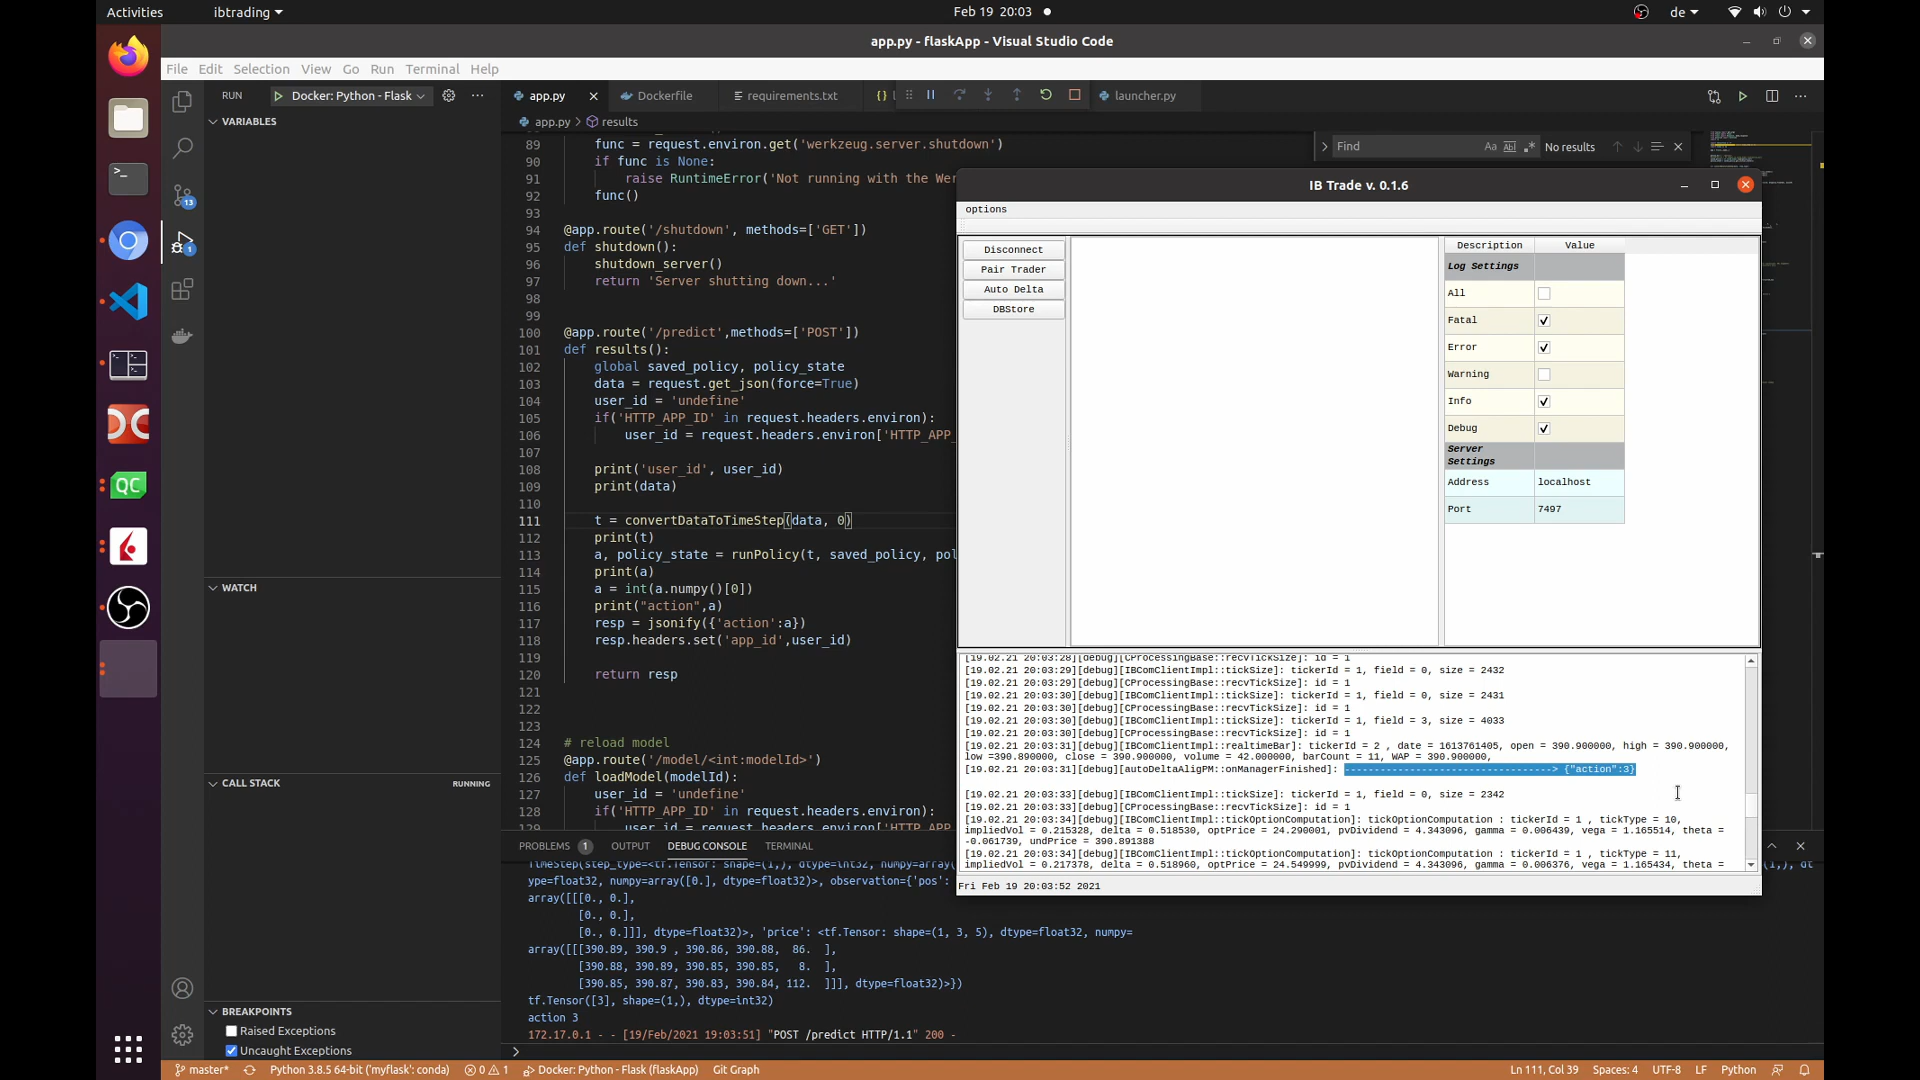 Activities
ibtrading
Feb 19 20:03
de
app.py - flaskApp - Visual Studio Code
File Edit Selection View Go Run Terminal Help
RUN
Docker: Python - Flask
app.py
Dockerfile
requirements.txt
launcher.py
VARIABLES
app.py > results
Find
No results
89 func = request.environ.get('werkzeug.server.shutdown')
90 if func is None:
91 raise RuntimeError('Not running with the Wer
92 func()
93
94 @app.route('/shutdown', methods=['GET'])
95 def shutdown():
96 shutdown_server()
97 return 'Server shutting down...'
98
99
100 @app.route('/predict',methods=['POST'])
101 def results():
102 global saved_policy, policy_state
103 data = request.get_json(force=True)
104 user_id = 'undefine'
105 if('HTTP_APP_ID' in request.headers.environ):
106 user_id = request.headers.environ['HTTP_APP_
107
108 print('user_id', user_id)
109 print(data)
110
111 t = convertDataToTimeStep(data, 0)
112 print(t)
113 a, policy_state = runPolicy(t, saved_policy, pol
114 print(a)
115 a = int(a.numpy()[0])
116 print("action",a)
117 resp = jsonify({'action':a})
118 resp.headers.set('app_id',user_id)
119
120 return resp
121
122
123
124 # reload model
125 @app.route('/model/<int:modelId>')
126 def loadModel(modelId):
127 user_id = 'undefine'
128 if('HTTP_APP_ID' in request.headers.environ):
129 user_id = request.headers.environ['HTTP_APP
IB Trade v. 0.1.6
options
Disconnect
Pair Trader
Auto Delta
DBStore
Description Value
Log Settings
All
Fatal
Error
Warning
Info
Debug
Server
Settings
Address localhost
Port 7497
[19.02.21 20:03:28][debug][CProcessingBase::recvTickSize]: id = 1
[19.02.21 20:03:29][debug][IBComClientImpl::tickSize]: tickerId = 1, field = 0, size = 2432
[19.02.21 20:03:29][debug][CProcessingBase::recvTickSize]: id = 1
[19.02.21 20:03:30][debug][IBComClientImpl::tickSize]: tickerId = 1, field = 0, size = 2431
[19.02.21 20:03:30][debug][CProcessingBase::recvTickSize]: id = 1
[19.02.21 20:03:30][debug][IBComClientImpl::tickSize]: tickerId = 1, field = 3, size = 4033
[19.02.21 20:03:30][debug][CProcessingBase::recvTickSize]: id = 1
[19.02.21 20:03:31][debug][IBComClientImpl::realtimeBar]: tickerId = 2 , date = 1613761405, open = 390.900000, high = 390.900000,
low =390.890000, close = 390.900000, volume = 42.000000, barCount = 11, WAP = 390.900000,
[19.02.21 20:03:31][debug][autoDeltaAligPM::onManagerFinished]: -----------------------------------> {"action":3}
[19.02.21 20:03:33][debug][IBComClientImpl::tickSize]: tickerId = 1, field = 0, size = 2342
[19.02.21 20:03:33][debug][CProcessingBase::recvTickSize]: id = 1
[19.02.21 20:03:34][debug][IBComClientImpl::tickOptionComputation]: tickOptionComputation : tickerId = 1 , tickType = 10,
impliedVol = 0.215328, delta = 0.518530, optPrice = 24.290001, pvDividend = 4.343096, gamma = 0.006439, vega = 1.165514, theta =
-0.061739, undPrice = 390.891388
[19.02.21 20:03:34][debug][IBComClientImpl::tickOptionComputation]: tickOptionComputation : tickerId = 1 , tickType = 11,
impliedVol = 0.217378, delta = 0.518960, optPrice = 24.549999, pvDividend = 4.343096, gamma = 0.006376, vega = 1.165434, theta =
Fri Feb 19 20:03:52 2021
WATCH
CALL STACK
RUNNING
BREAKPOINTS
Raised Exceptions
Uncaught Exceptions
PROBLEMS 1 OUTPUT DEBUG CONSOLE TERMINAL
TimeStep(step_type=<tf.Tensor: shape=(1,), dtype=int32, numpy=array(
ype=float32, numpy=array([0.], dtype=float32)>, observation={'pos':
array([[[0., 0.],
[0., 0.],
[0., 0.]]], dtype=float32)>, 'price': <tf.Tensor: shape=(1, 3, 5), dtype=float32, numpy=
array([[[390.89, 390.9 , 390.86, 390.88, 86. ],
[390.88, 390.89, 390.85, 390.85, 8. ],
[390.85, 390.87, 390.83, 390.84, 112. ]]], dtype=float32)>})
tf.Tensor([3], shape=(1,), dtype=int32)
action 3
172.17.0.1 - - [19/Feb/2021 19:03:51] "POST /predict HTTP/1.1" 200 -
master*
Python 3.8.5 64-bit ('myflask': conda)
0 1
Docker: Python - Flask (flaskApp)
Git Graph
Ln 111, Col 39
Spaces: 4
UTF-8
LF
Python